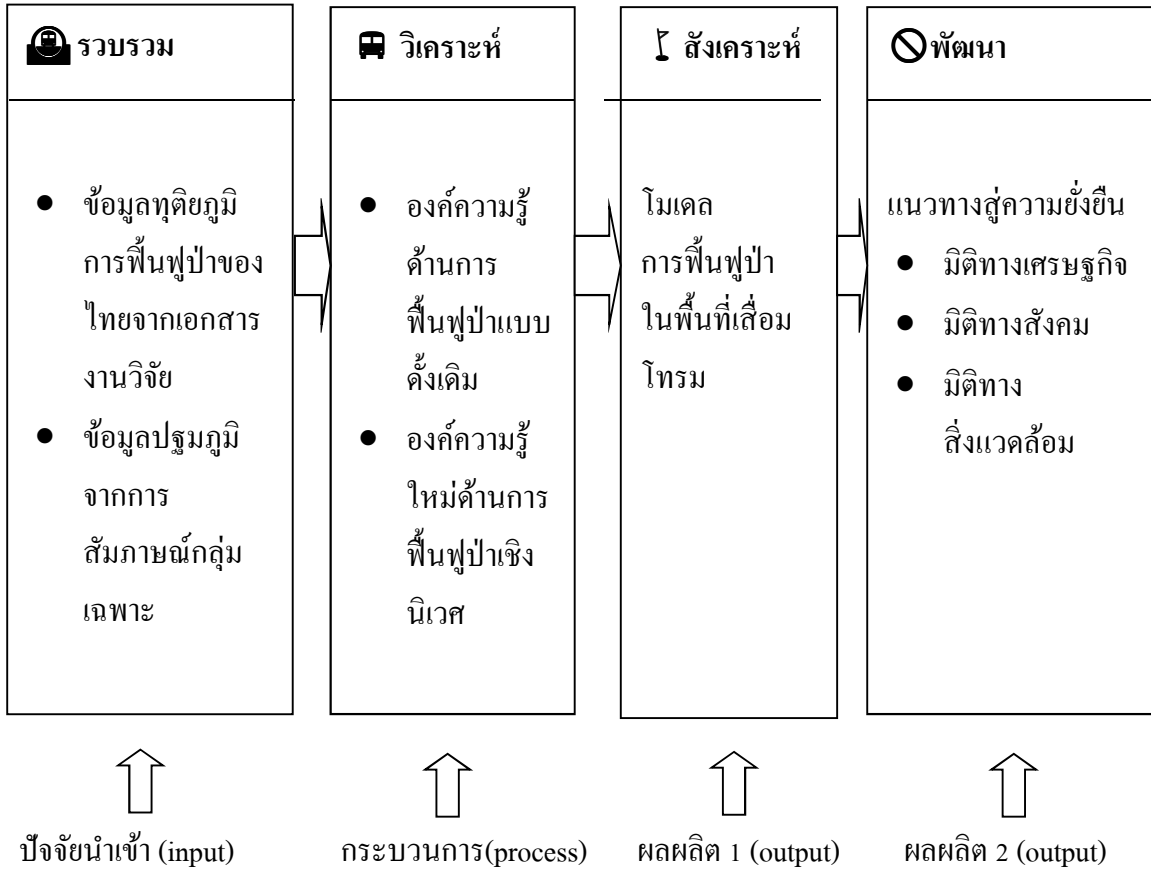 รวบรวม
ข้อมูลทุติยภูมิ
การฟื้นฟูป่าของ
ไทยจากเอกสาร
งานวิจัย
ข้อมูลปฐมภูมิ
จากการ
สัมภาษณ์กลุ่ม
เฉพาะ
วิเคราะห์
องค์ความรู้
ด้านการ
ฟื้นฟูป่าแบบ
ดั้งเดิม
องค์ความรู้
ใหม่ด้านการ
ฟื้นฟูป่าเชิง
นิเวศ
สังเคราะห์
โมเดล
การฟื้นฟูป่า
ในพื้นที่เสื่อม
โทรม
พัฒนา
แนวทางสู่ความยั่งยืน
มิติทางเศรษฐกิจ
มิติทางสังคม
มิติทาง
สิ่งแวดล้อม
ปัจจัยนำเข้า (input)
กระบวนการ(process)
ผลผลิต 1 (output)
ผลผลิต 2 (output)